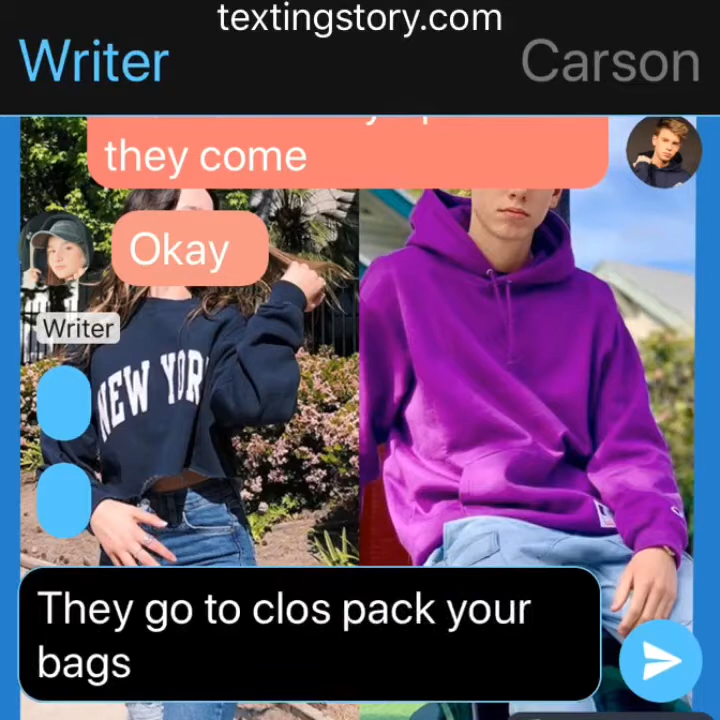 textingstory.com
Writer
Carson
they come
Okay
Writer
NEW YOR
They go to clos pack your
bags